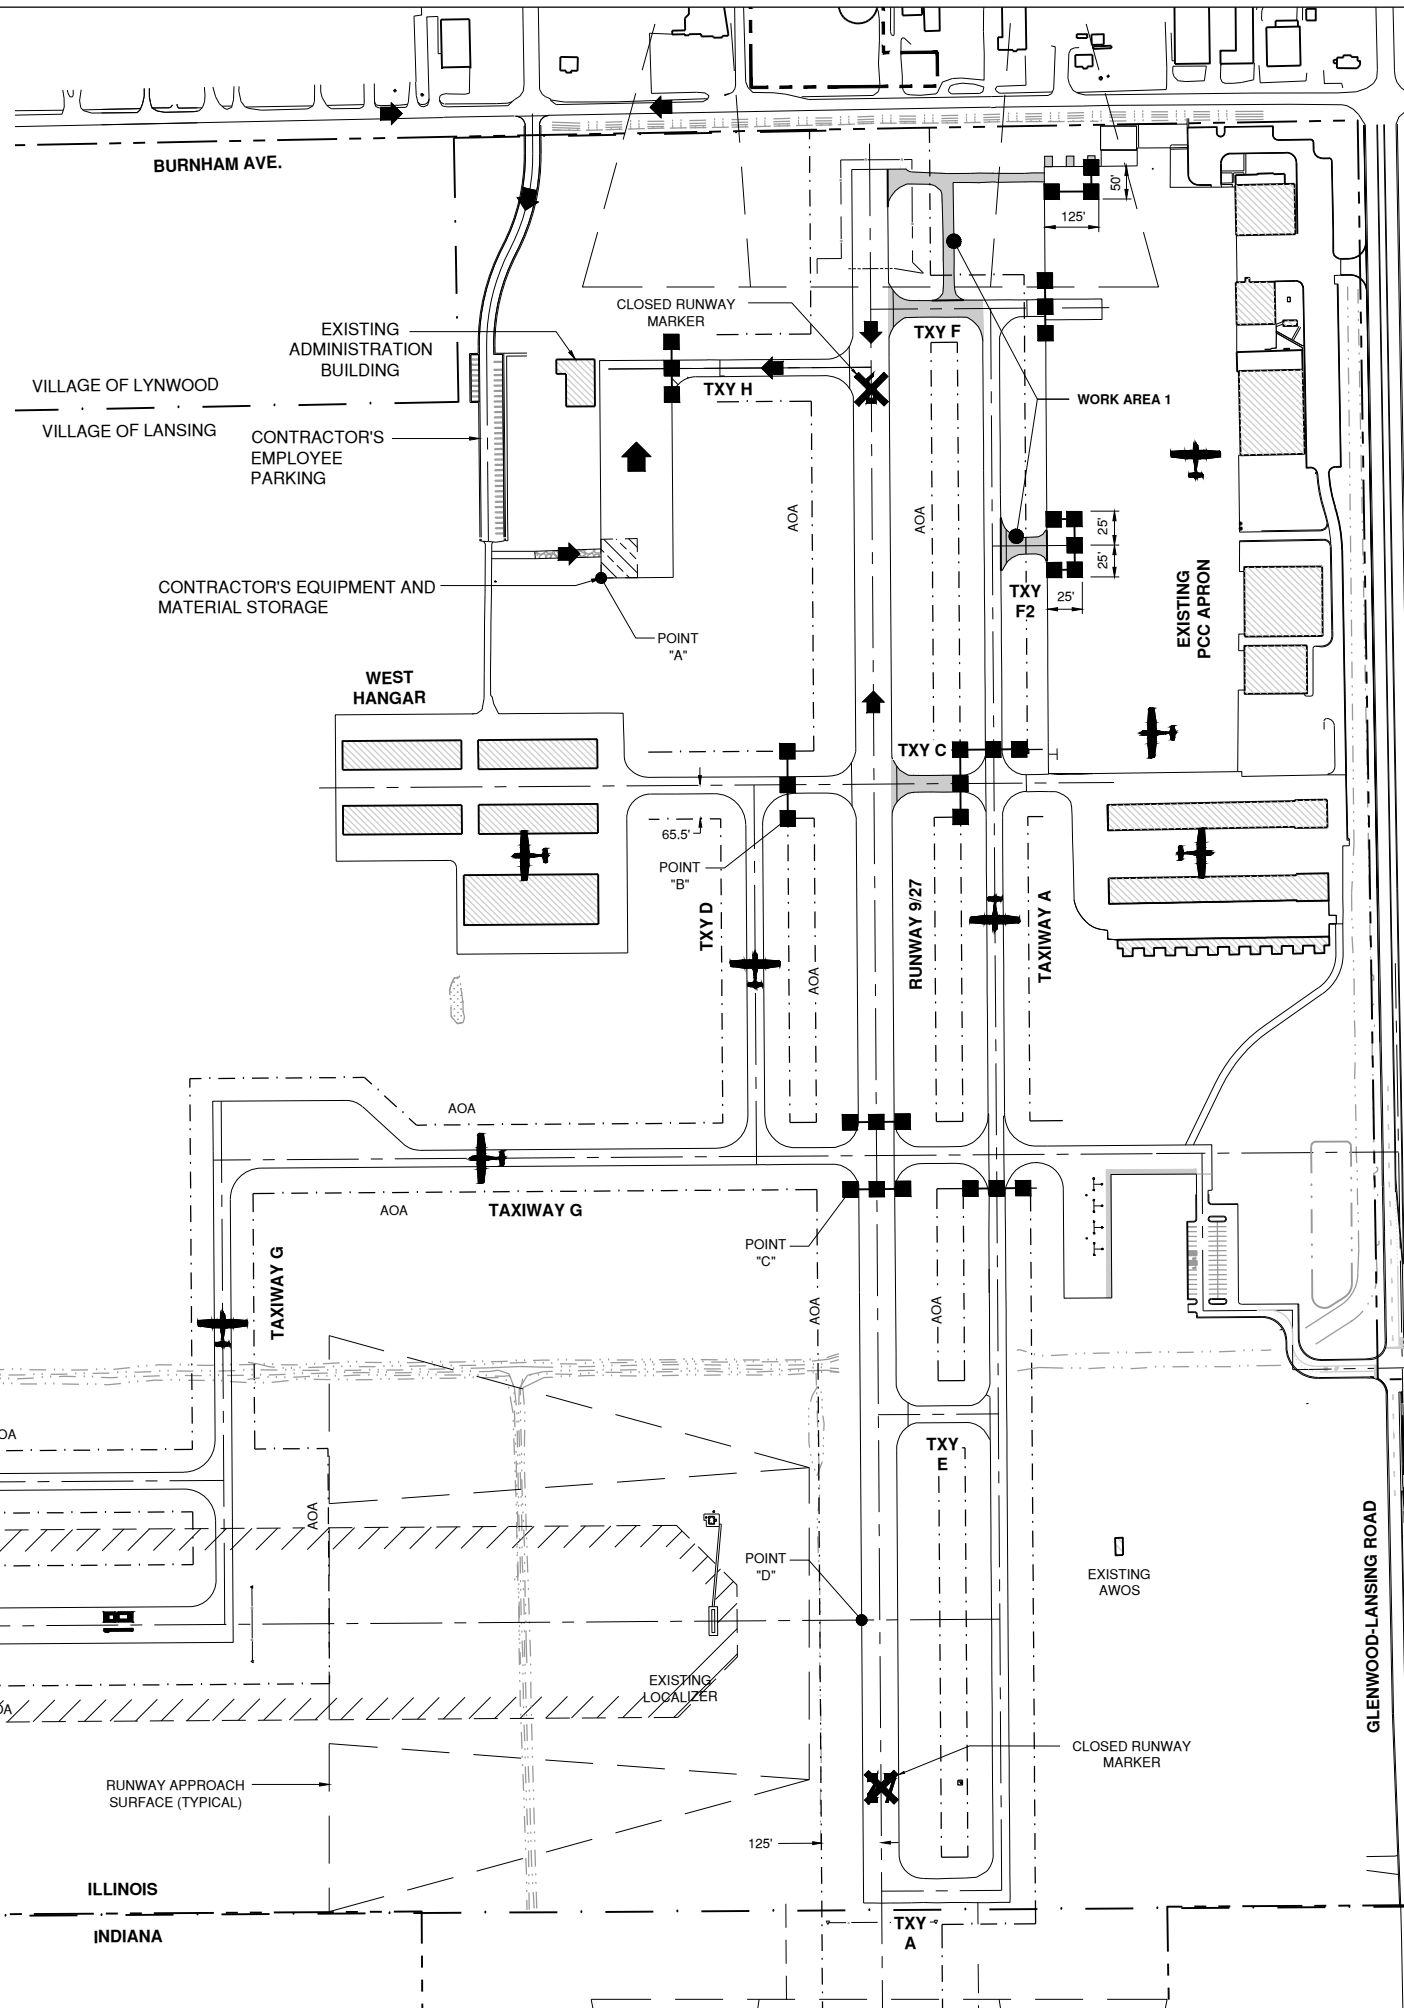 BURNHAM AVE.
50'
125'
CLOSED RUNWAY
MARKER
EXISTING
ADMINISTRATION
BUILDING
TXY F
VILLAGE OF LYNWOOD
TXY H
WORK AREA 1
VILLAGE OF LANSING
CONTRACTOR'S
EMPLOYEE
PARKING
AOA
AOA
25'
25'
25'
CONTRACTOR'S EQUIPMENT AND
MATERIAL STORAGE
TXY
F2
EXISTING
PCC APRON
POINT
"A"
WEST
HANGAR
TXY C
65.5'
POINT
"B"
TXY D
RUNWAY 9/27
TAXIWAY A
AOA
AOA
AOA
TAXIWAY G
POINT
"C"
TAXIWAY G
AOA
AOA
OA
TXY
E
AOA
POINT
"D"
EXISTING
AWOS
GLENWOOD-LANSING ROAD
EXISTING
LOCALIZER
OA
CLOSED RUNWAY
MARKER
RUNWAY APPROACH
SURFACE (TYPICAL)
125'
ILLINOIS
INDIANA
TXY
A